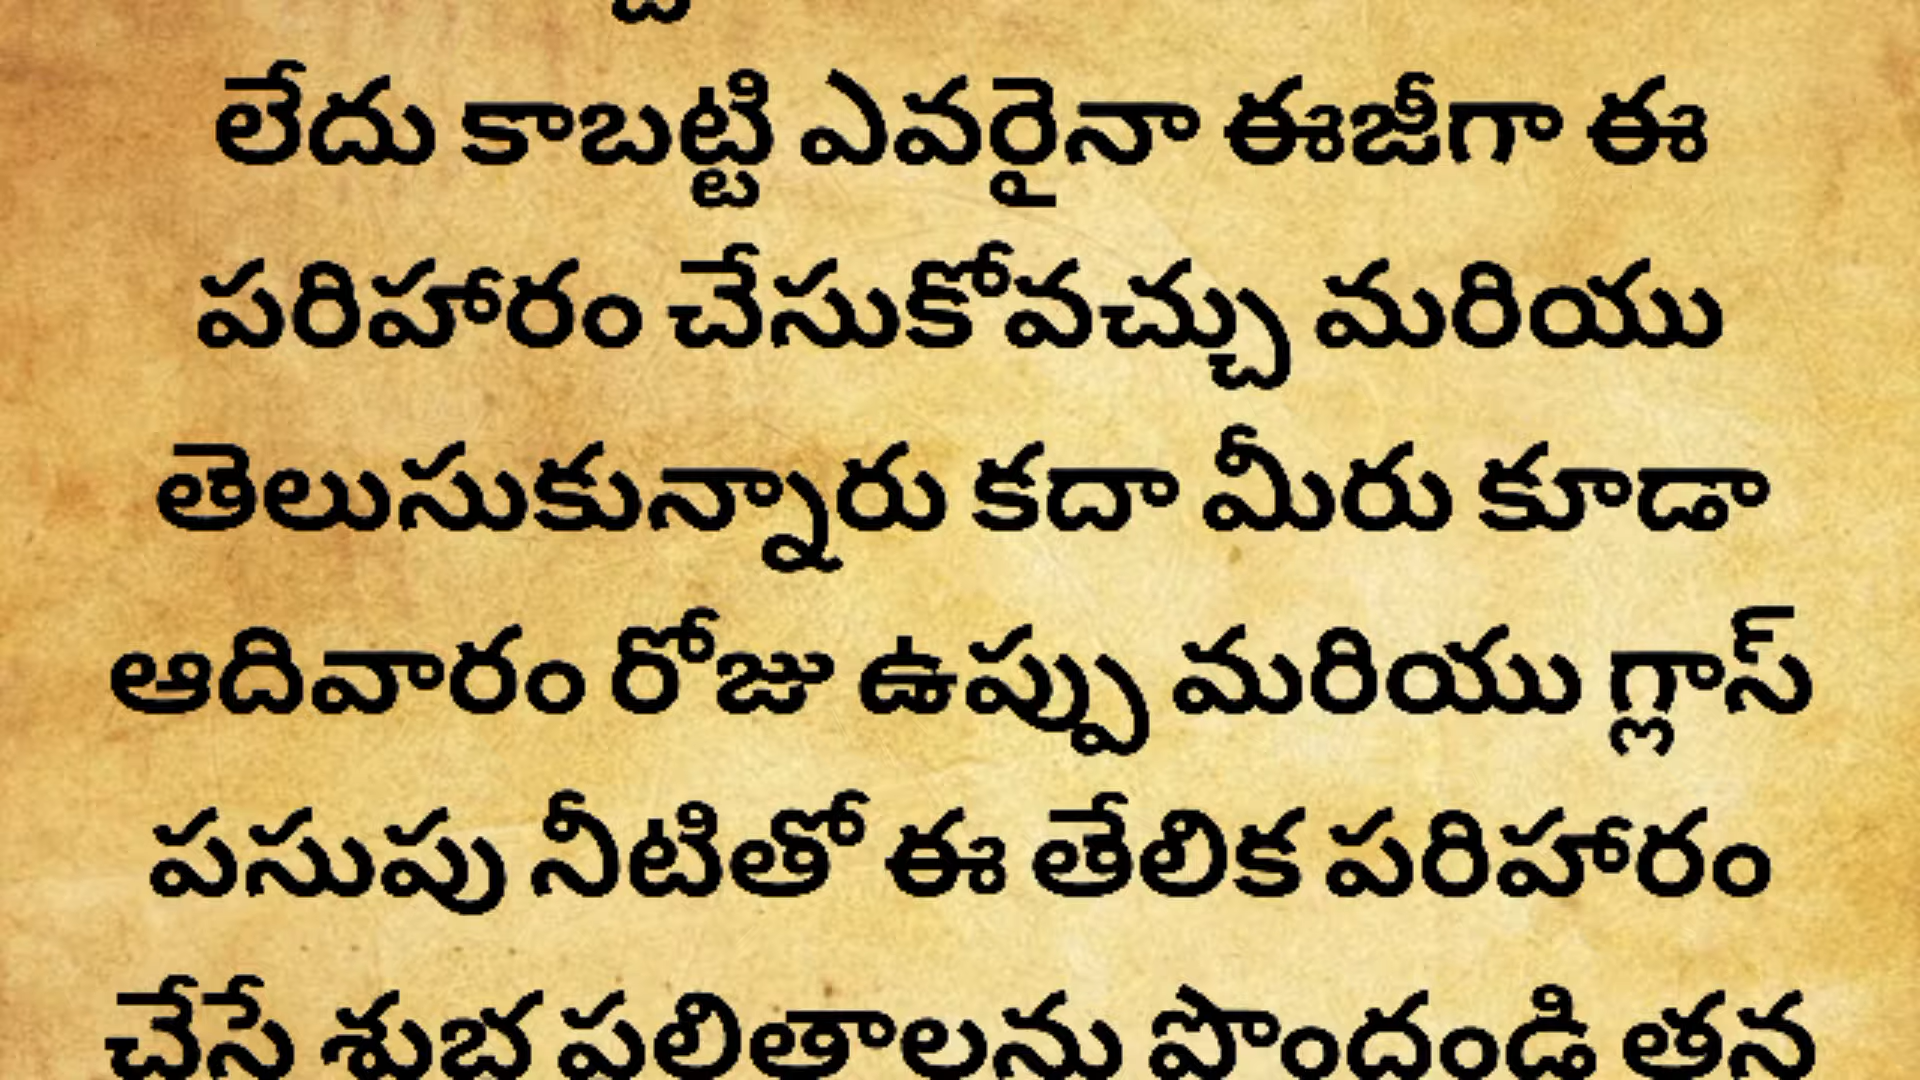 లేదు కాబట్టి ఎవరైనా ఈజీగా ఈ
పరిహారం చేసుకోవచ్చు మరియు
తెలుసుకున్నారు కదా మీరు కూడా
ఆదివారం రోజు ఉప్పు మరియు గ్లాస్
పసుపు నీటితో ఈ తేలిక పరిహారం
చేసే శుభ పలితాలను పొందండి తన